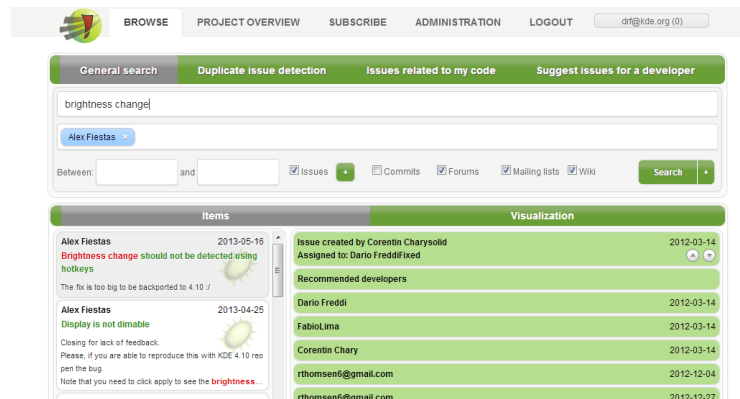 BROWSE PROJECT OVERVIEW SUBSCRIBE ADMINISTRATION LOGOUT drf@kde.org (0)
General search Duplicate issue detection Issues related to my code Suggest issues for a developer
brightness change
Alex Fiestas ×
Between: and Issues + Commits Forums Mailing lists Wiki Search +
Items Visualization
Alex Fiestas 2013-05-16
Brightness change should not be detected using
hotkeys
The fix is too big to be backported to 4.10 :/
Alex Fiestas 2013-04-25
Display is not dimable
Closing for lack of feedback.
Please, if you are able to reproduce this with KDE 4.10 reo
pen the bug.
Note that you need to click apply to see the brightness...
Issue created by Corentin Charysolid 2012-03-14
Assigned to: Dario FreddiFixed
Recommended developers
Dario Freddi 2012-03-14
FabioLima 2012-03-14
Corentin Chary 2012-03-14
rthomsen6@gmail.com 2012-12-04
rthomsen6@gmail.com 2012-12-27